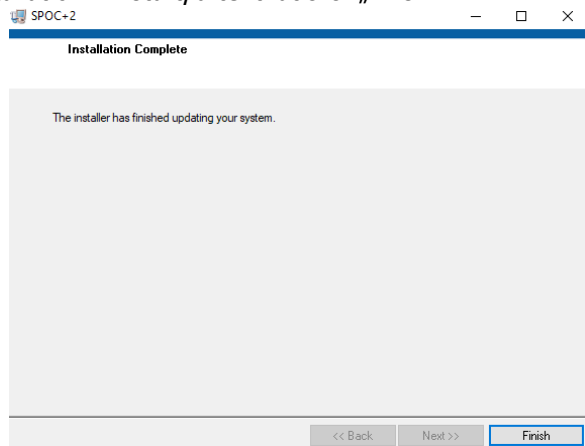 SPOC+2
Installation Complete
The installer has finished updating your system.
<< Back Next >> Finish